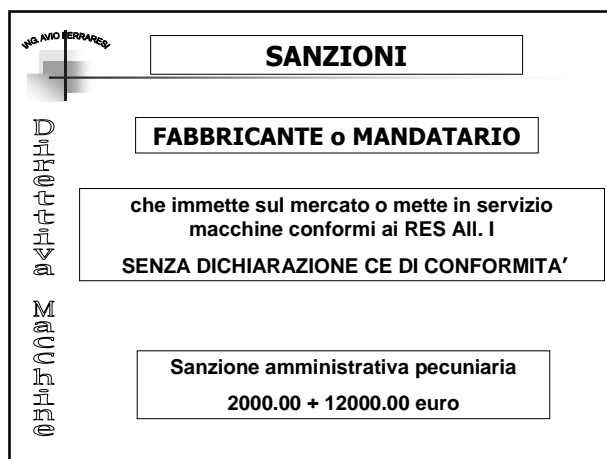 ING. AVIO FERRARESI
SANZIONI
Direttiva Macchine
FABBRICANTE o MANDATARIO
che immette sul mercato o mette in servizio
macchine conformi ai RES All. I
SENZA DICHIARAZIONE CE DI CONFORMITA’
Sanzione amministrativa pecuniaria
2000.00 ÷ 12000.00 euro